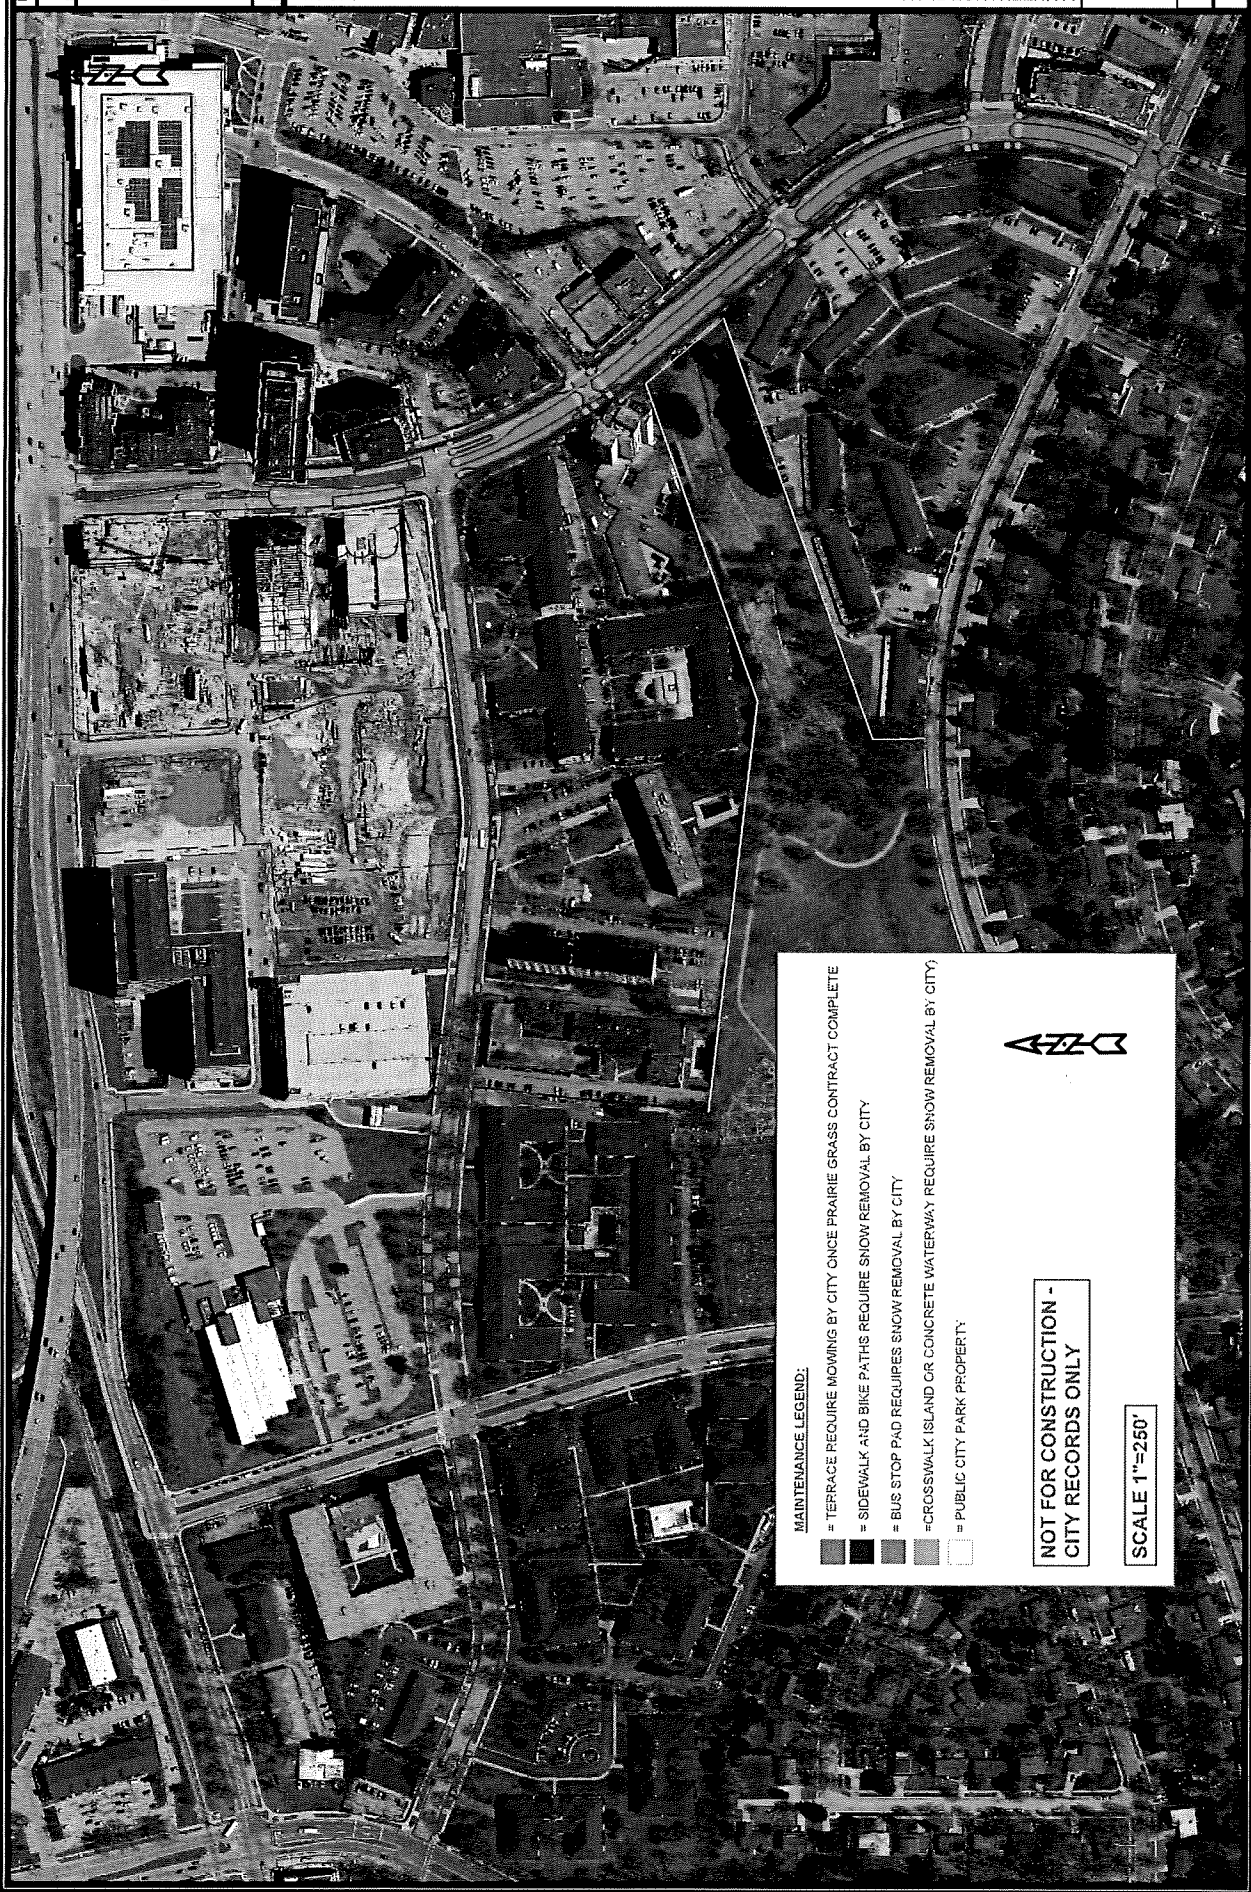 MAINTENANCE LEGEND:
= TERRACE REQUIRE MOWING BY CITY ONCE PRAIRIE GRASS CONTRACT COMPLETE
= SIDEWALK AND BIKE PATHS REQUIRE SNOW REMOVAL BY CITY
= BUS STOP PAD REQUIRES SNOW REMOVAL BY CITY
=CROSSWALK ISLAND OR CONCRETE WATERWAY REQUIRE SNOW REMOVAL BY CITY)
= PUBLIC CITY PARK PROPERTY
NOT FOR CONSTRUCTION -
CITY RECORDS ONLY
SCALE 1"=250'